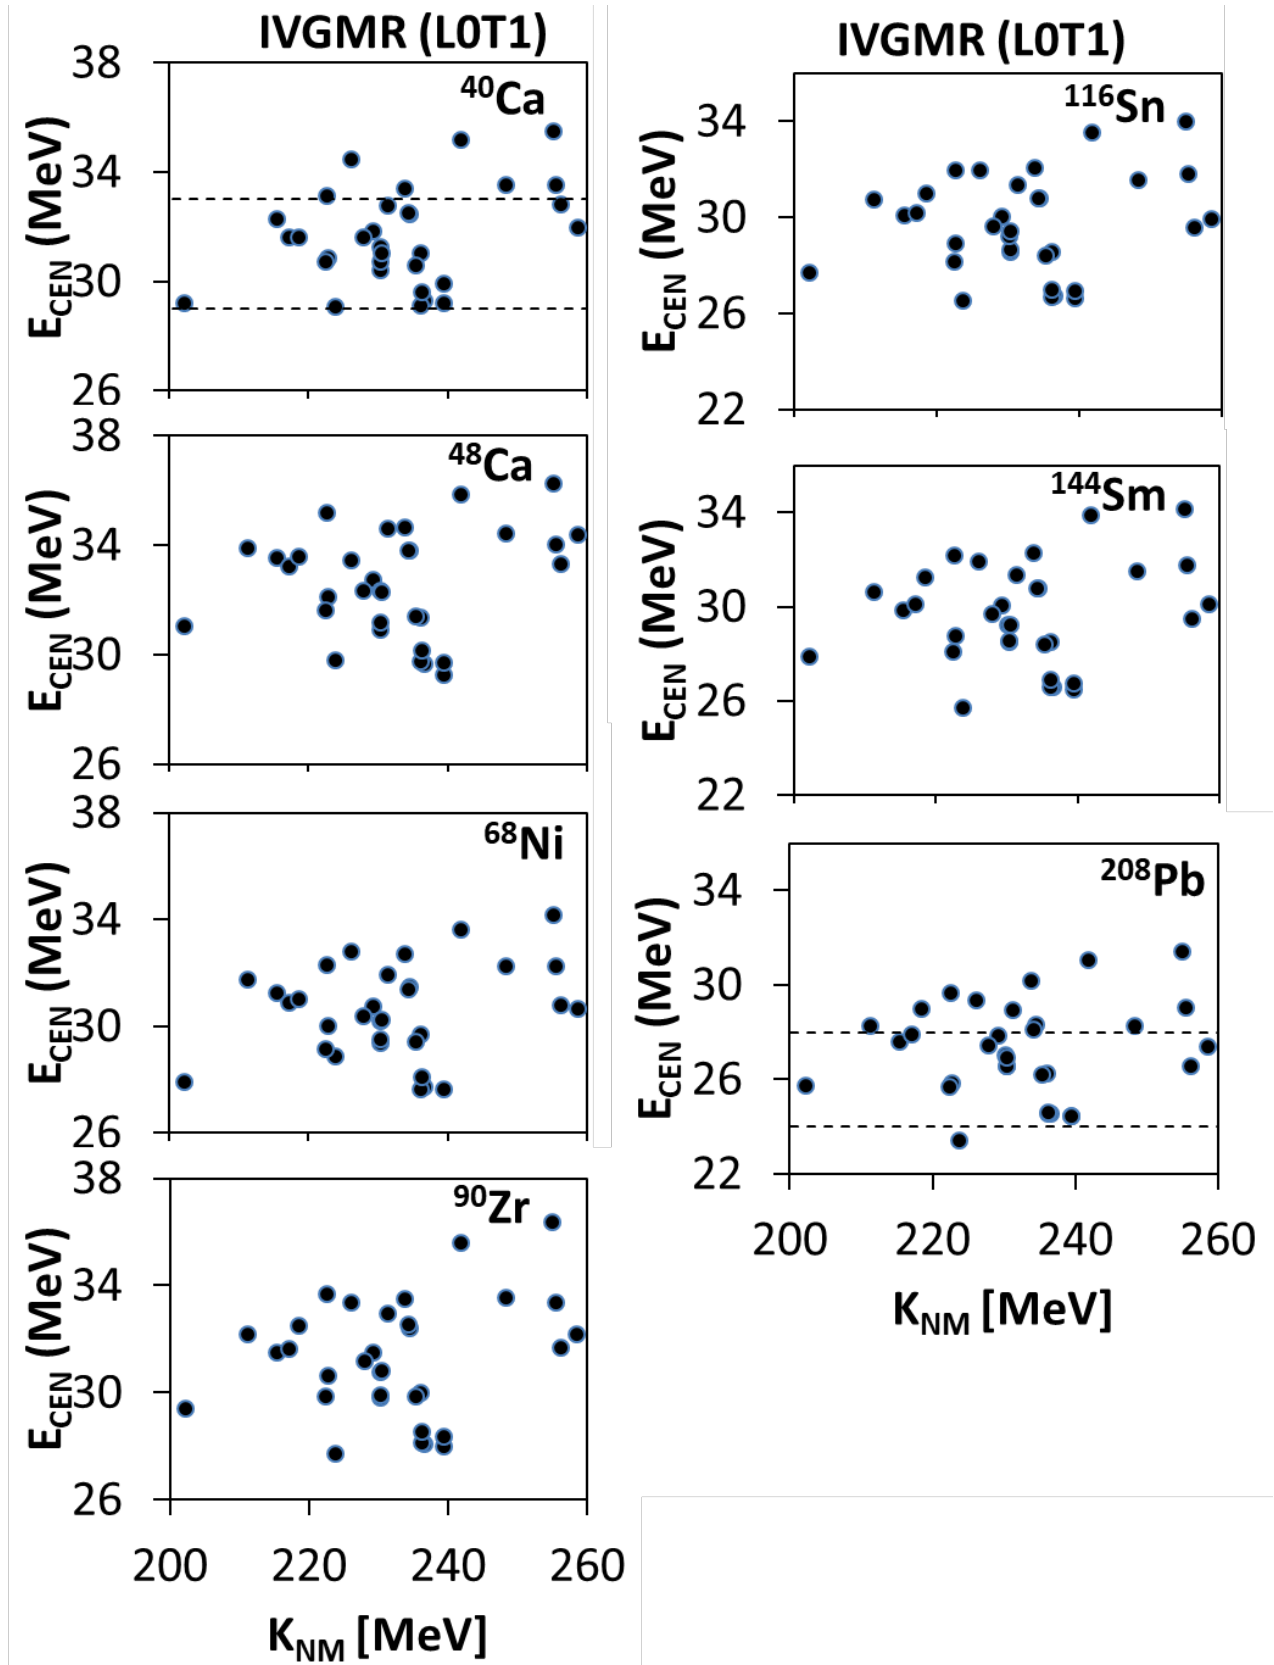 IVGMR (L0T1)
38
34
30
26
E_CEN (MeV)
⁴⁰Ca
38
34
30
26
E_CEN (MeV)
⁴⁸Ca
38
34
30
26
E_CEN (MeV)
⁶⁸Ni
38
34
30
26
E_CEN (MeV)
⁹⁰Zr
200 220 240 260
K_NM [MeV]
IVGMR (L0T1)
34
30
26
22
E_CEN (MeV)
¹¹⁶Sn
34
30
26
22
E_CEN (MeV)
¹⁴⁴Sm
34
30
26
22
E_CEN (MeV)
²⁰⁸Pb
200 220 240 260
K_NM [MeV]